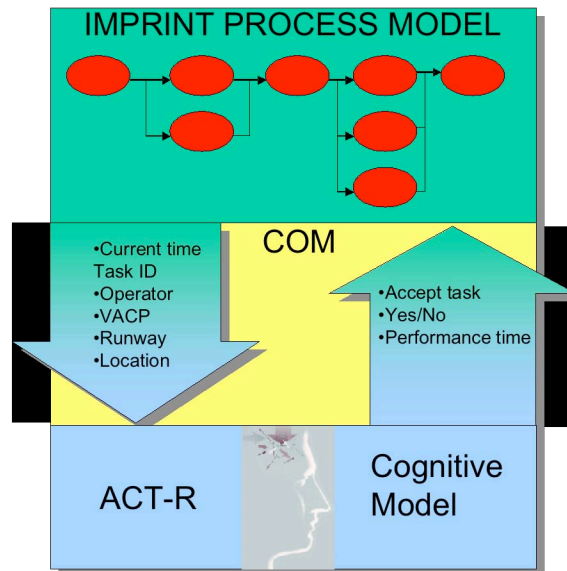 IMPRINT PROCESS MODEL
COM
•Current time
Task ID
•Operator
•VACP
•Runway
•Location
•Accept task
•Yes/No
•Performance time
ACT-R
Cognitive
Model